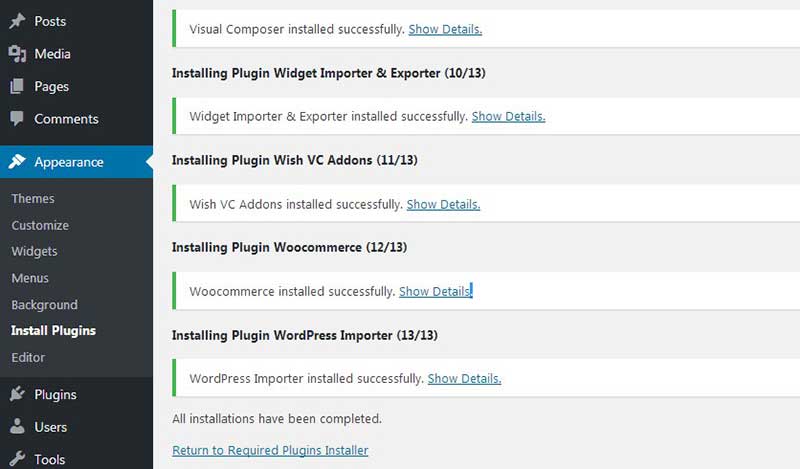 Posts
Media
Pages
Comments
Appearance
Themes
Customize
Widgets
Menus
Background
Install Plugins
Editor
Plugins
Users
Tools
Visual Composer installed successfully. Show Details.
Installing Plugin Widget Importer & Exporter (10/13)
Widget Importer & Exporter installed successfully. Show Details.
Installing Plugin Wish VC Addons (11/13)
Wish VC Addons installed successfully. Show Details.
Installing Plugin Woocommerce (12/13)
Woocommerce installed successfully. Show Details.
Installing Plugin WordPress Importer (13/13)
WordPress Importer installed successfully. Show Details.
All installations have been completed.
Return to Required Plugins Installer